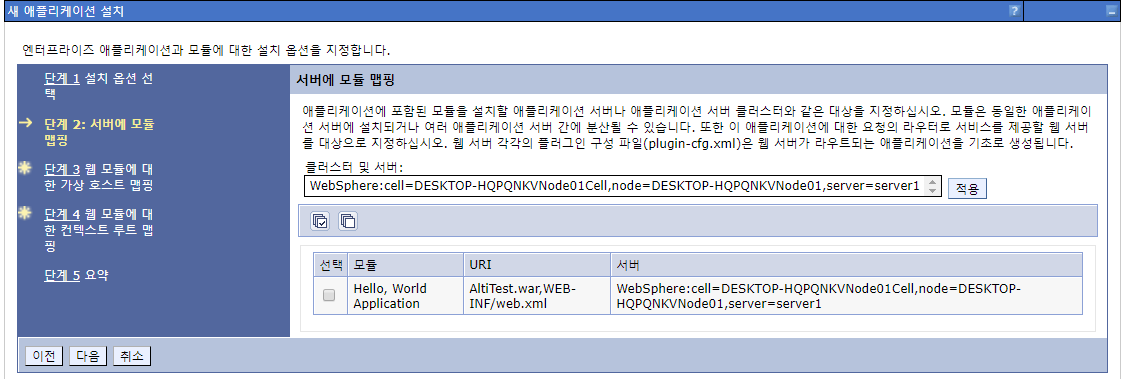 새 애플리케이션 설치
?
엔터프라이즈 애플리케이션과 모듈에 대한 설치 옵션을 지정합니다.
단계 1 설치 옵션 선
택
단계 2: 서버에 모듈
맵핑
단계 3 웹 모듈에 대
한 가상 호스트 맵핑
단계 4 웹 모듈에 대
한 컨텍스트 루트 맵
핑
단계 5 요약
서버에 모듈 맵핑
애플리케이션에 포함된 모듈을 설치할 애플리케이션 서버나 애플리케이션 서버 클러스터와 같은 대상을 지정하십시오. 모듈은 동일한 애플리케이
션 서버에 설치되거나 여러 애플리케이션 서버 간에 분산될 수 있습니다. 또한 이 애플리케이션에 대한 요청의 라우터로 서비스를 제공할 웹 서버
를 대상으로 지정하십시오. 웹 서버 각각의 플러그인 구성 파일(plugin-cfg.xml)은 웹 서버가 라우트되는 애플리케이션을 기초로 생성됩니다.
클러스터 및 서버:
WebSphere:cell=DESKTOP-HQPQNKVNode01Cell,node=DESKTOP-HQPQNKVNode01,server=server1
적용
선택 모듈 URI 서버
Hello, World
Application
AltiTest.war,WEB-
INF/web.xml
WebSphere:cell=DESKTOP-HQPQNKVNode01Cell,node=DESKTOP-
HQPQNKVNode01,server=server1
이전 다음 취소